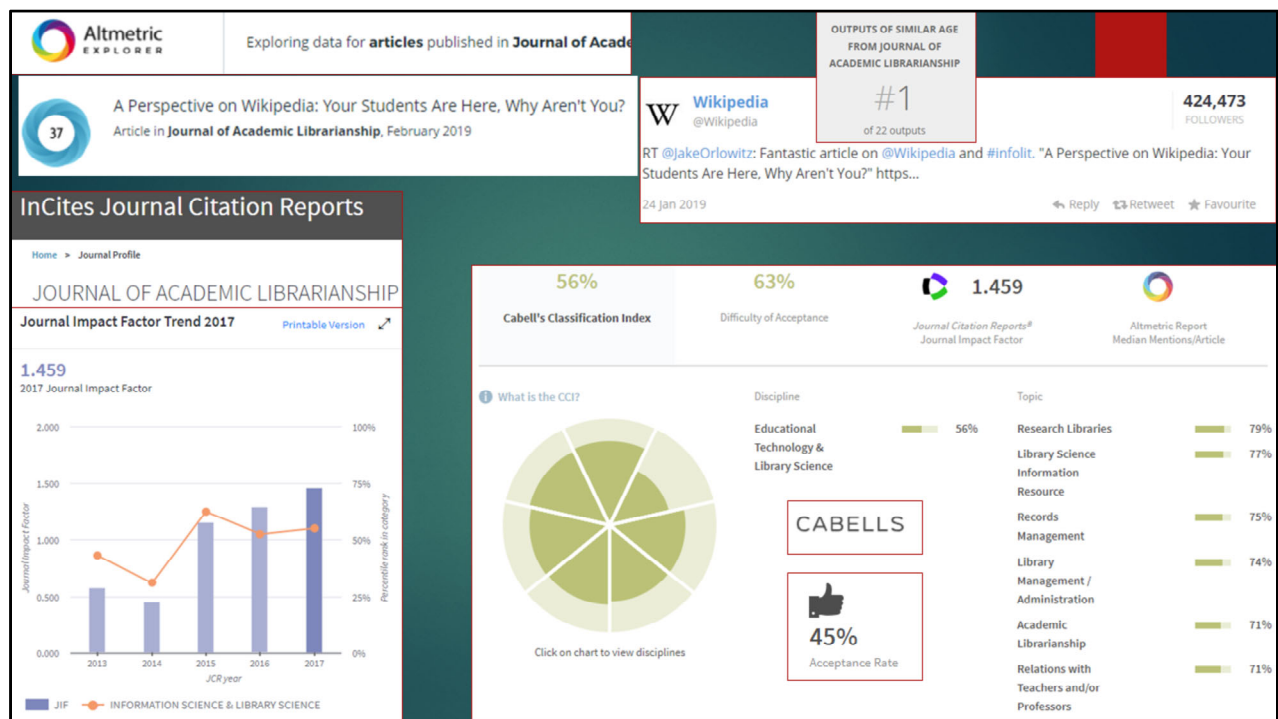 Altmetric
EXPLORER
Exploring data for articles published in Journal of Acade
37
A Perspective on Wikipedia: Your Students Are Here, Why Aren't You?
Article in Journal of Academic Librarianship, February 2019
OUTPUTS OF SIMILAR AGE
FROM JOURNAL OF
ACADEMIC LIBRARIANSHIP
#1
of 22 outputs
W
Wikipedia
@Wikipedia
424,473
FOLLOWERS
RT @JakeOrlowitz: Fantastic article on @Wikipedia and #infolit. "A Perspective on Wikipedia: Your
Students Are Here, Why Aren't You?" https...
24 Jan 2019
Reply Retweet Favourite
InCites Journal Citation Reports
Home > Journal Profile
JOURNAL OF ACADEMIC LIBRARIANSHIP
Journal Impact Factor Trend 2017 Printable Version
1.459
2017 Journal Impact Factor
2.000 100%
1.500 75%
1.000 50%
0.500 25%
0.000 0%
Journal Impact Factor
Percentile rank in category
2013 2014 2015 2016 2017
JCR year
JIF INFORMATION SCIENCE & LIBRARY SCIENCE
56%
Cabell's Classification Index
63%
Difficulty of Acceptance
1.459
Journal Citation Reports®
Journal Impact Factor
Altmetric Report
Median Mentions/Article
i What is the CCI?
Click on chart to view disciplines
Discipline
Educational 56%
Technology &
Library Science
CABELLS
45%
Acceptance Rate
Topic
Research Libraries 79%
Library Science 77%
Information
Resource
Records 75%
Management
Library 74%
Management /
Administration
Academic 71%
Librarianship
Relations with 71%
Teachers and/or
Professors